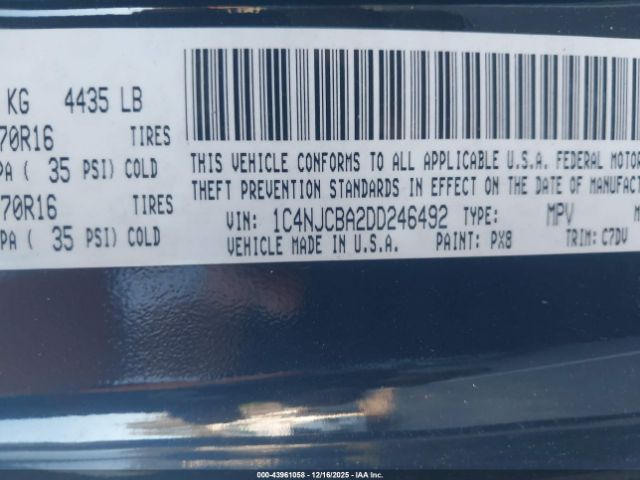 KG 4435 LB
70R16 TIRES
PA ( 35 PSI) COLD
70R16 TIRES
PA ( 35 PSI) COLD
THIS VEHICLE CONFORMS TO ALL APPLICABLE U.S.A. FEDERAL MOTOR
THEFT PREVENTION STANDARDS IN EFFECT ON THE DATE OF MANUFACT
VIN: 1C4NJCBA2DD246492 TYPE: MPV
VEHICLE MADE IN U.S.A. PAINT: PX8 TRIM: C7DV
000-43961058 - 12/16/2025 - IAA Inc.